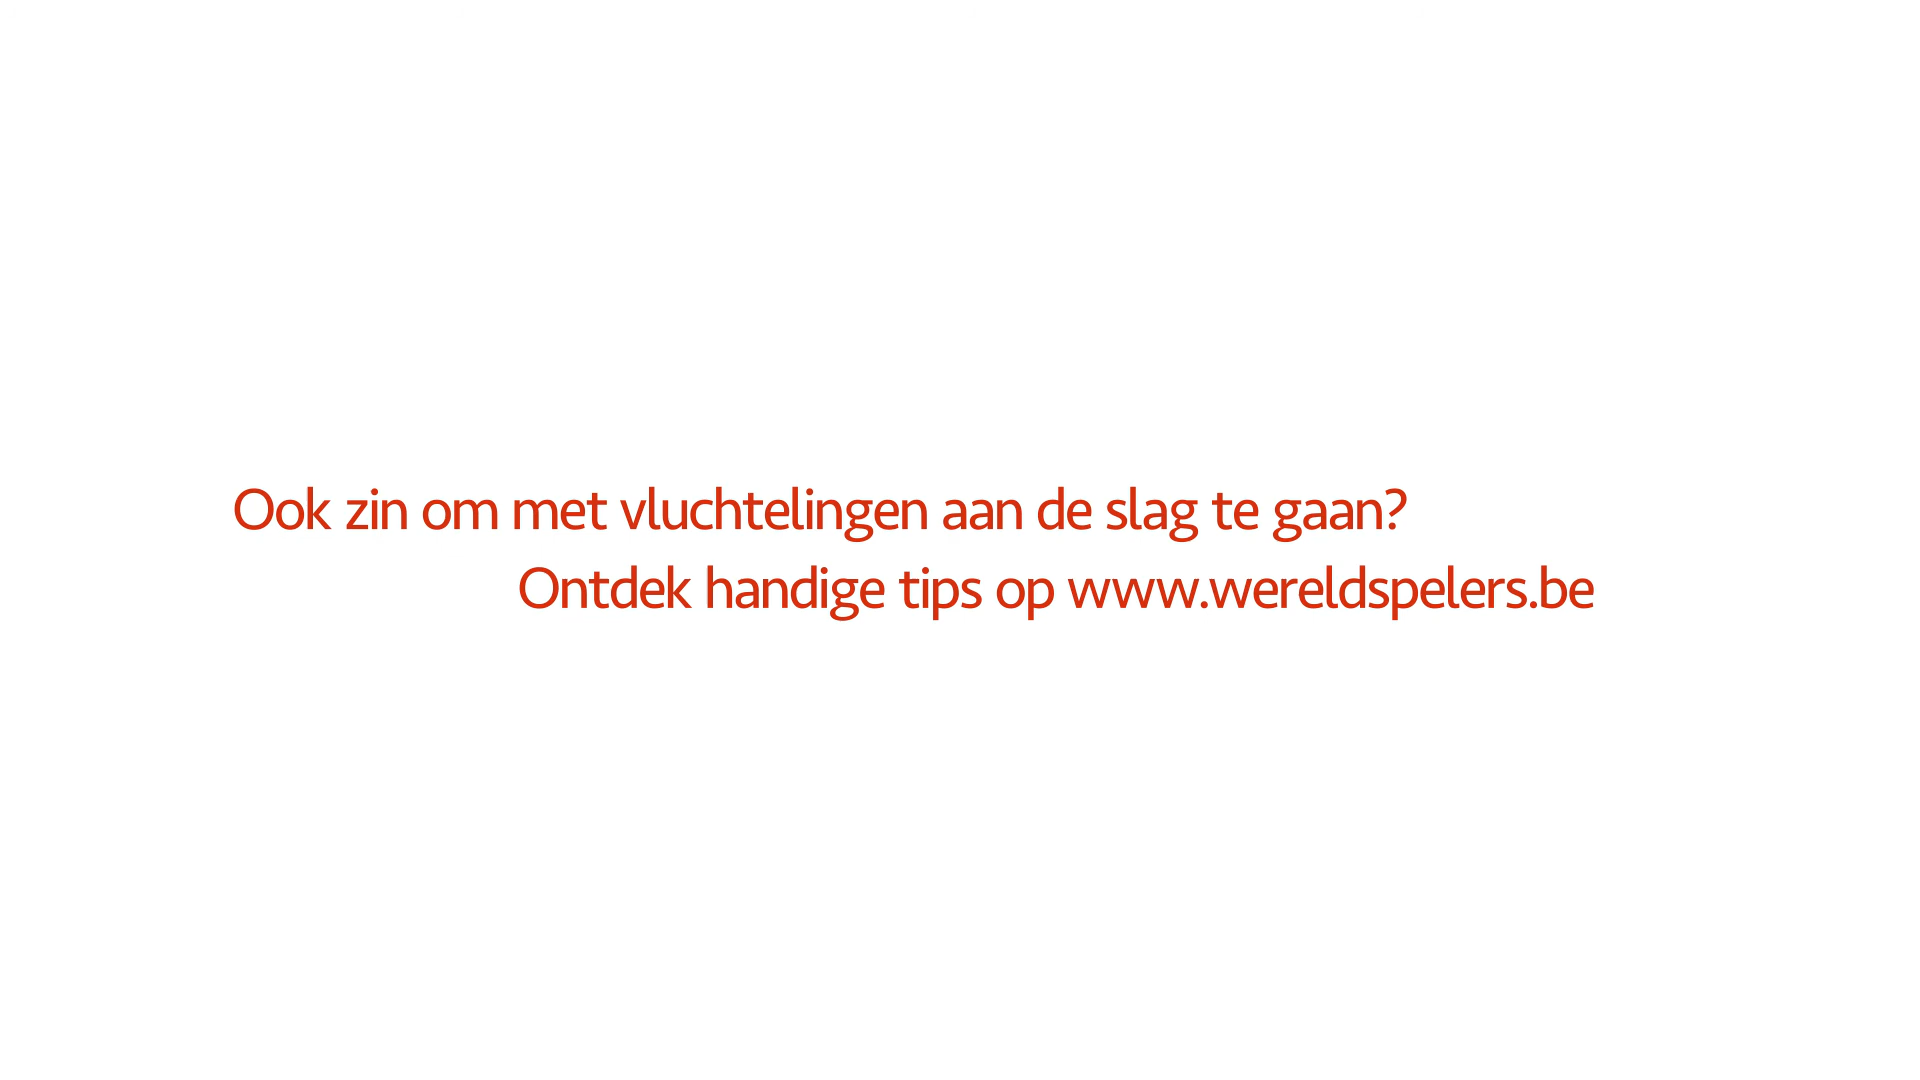 Ook zin om met vluchtelingen aan de slag te gaan?
Ontdek handige tips op www.wereldspelers.be